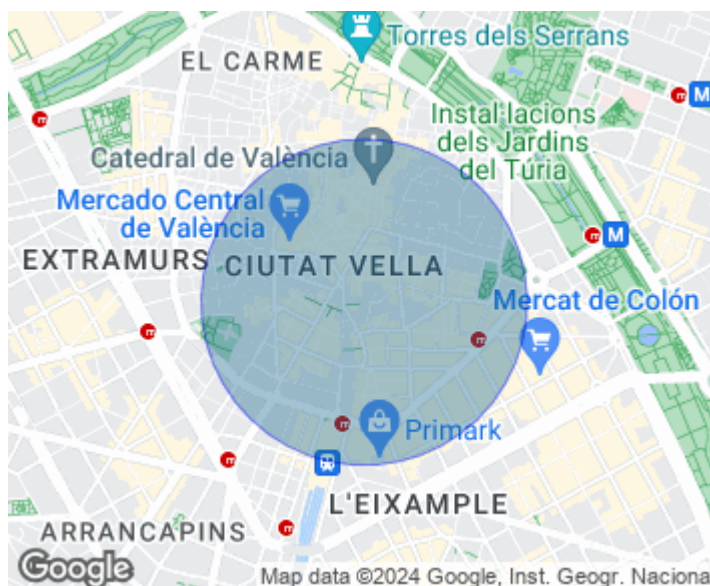 Torres dels Serrans
EL CARME
M
Instal·lacions
dels Jardins
del Túria
Catedral de València
Mercado Central
de València
M
EXTRAMURS
CIUTAT VELLA
Mercat de Colón
Primark
L'EIXAMPLE
ARRANCAPINS
Google
Map data ©2024 Google, Inst. Geogr. Naciona